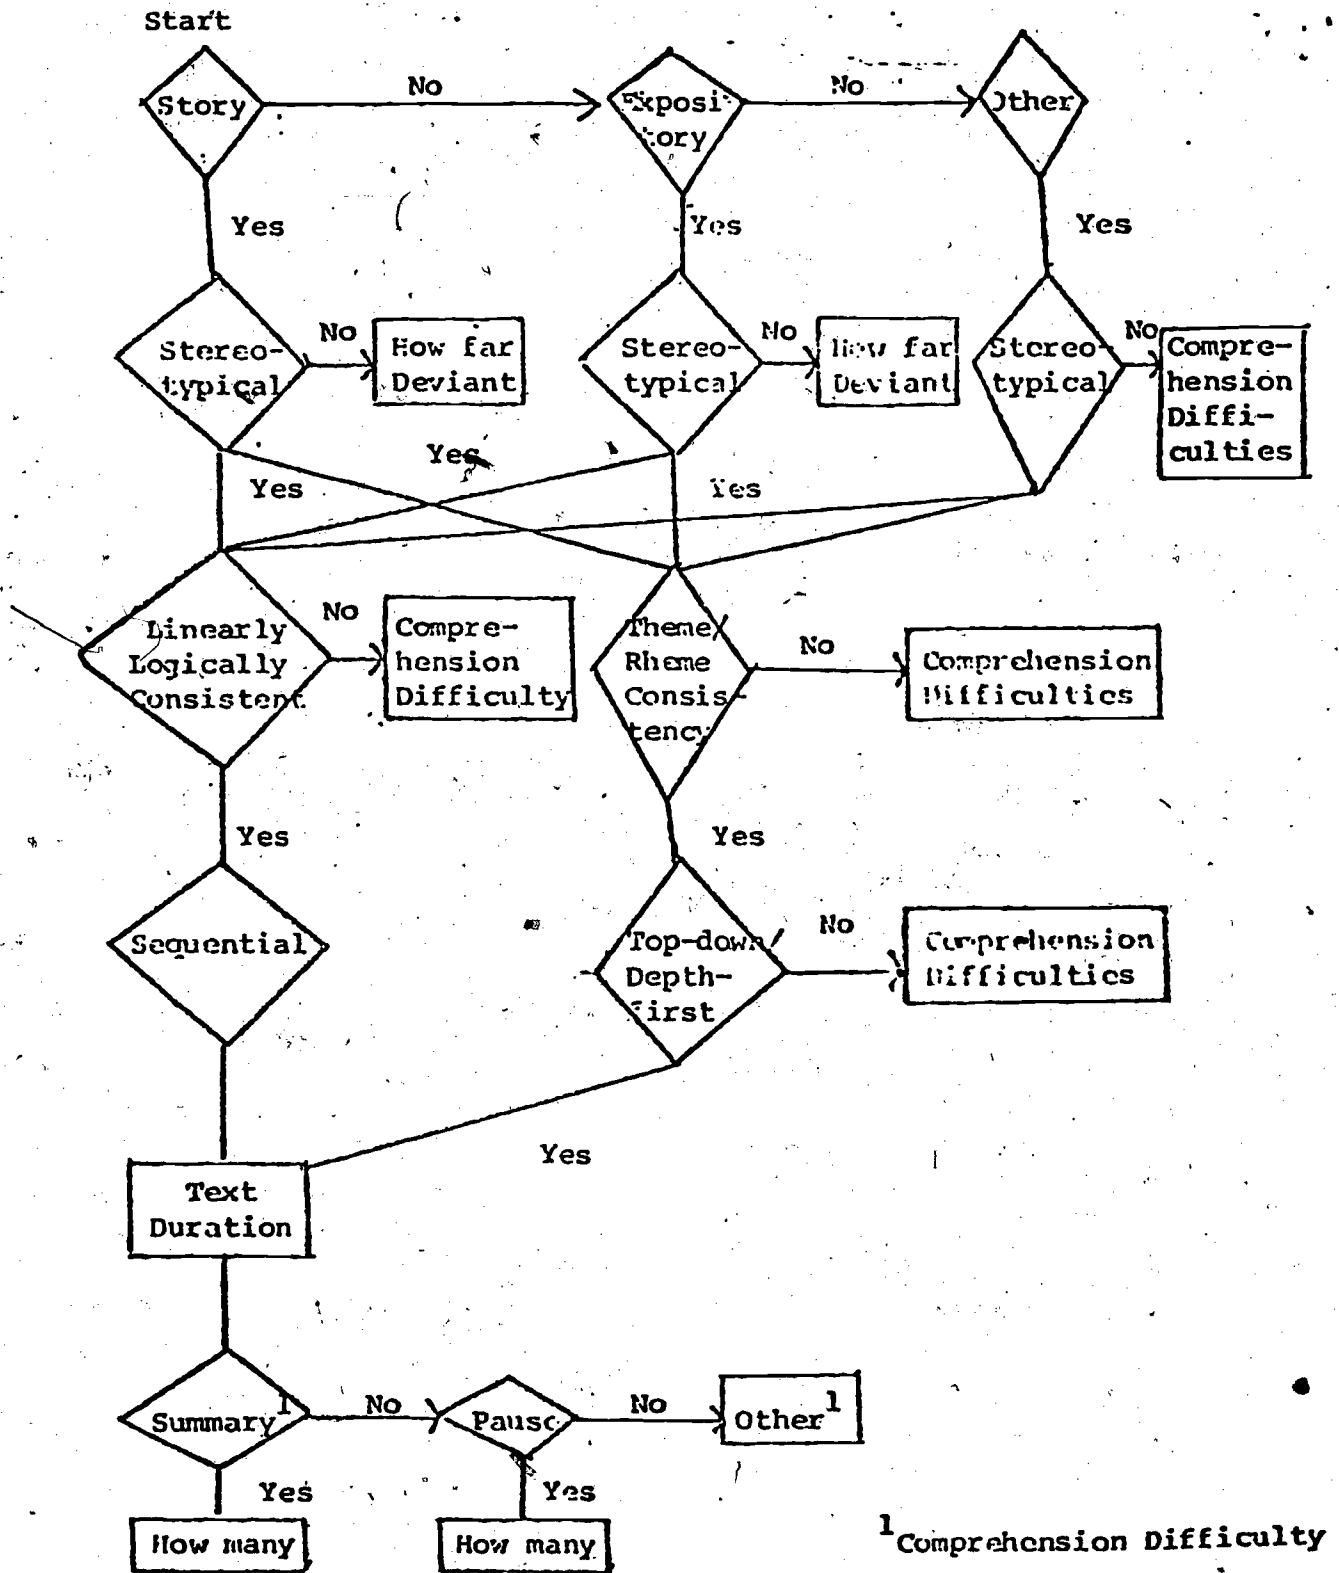 Start
Story
No
Exposi
tory
No
Other
Yes
Yes
Yes
Stereo-
typical
No
How far
Deviant
Stereo-
typical
No
How far
Deviant
Stereo-
typical
No
Compre-
hension
Diffi-
culties
Yes
Yes
Yes
Linearly
Logically
Consistent
No
Compre-
hension
Difficulty
Theme/
Rheme
Consis-
tency
No
Comprehension
Difficulties
Yes
Yes
Sequential
Top-down/
Depth-
first
No
Comprehension
Difficulties
Yes
Text
Duration
Summary1
No
Pause
No
Other1
Yes
Yes
How many
How many
1Comprehension Difficulty